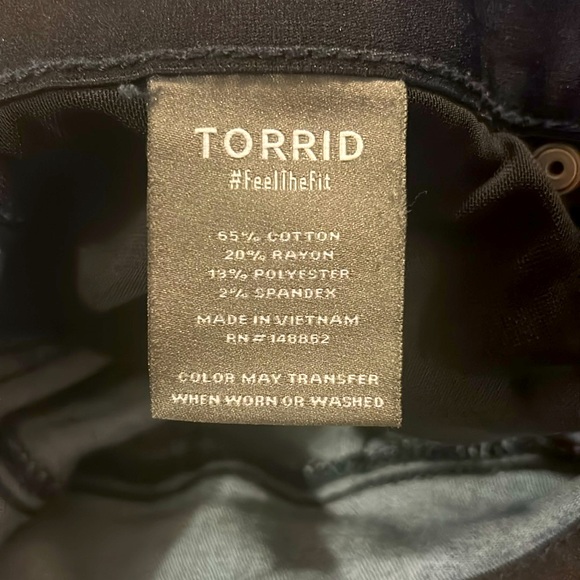 TORRID
#FeelTheFit
65% COTTON
20% RAYON
13% POLYESTER
2% SPANDEX
MADE IN VIETNAM
RN# 148862
COLOR MAY TRANSFER
WHEN WORN OR WASHED